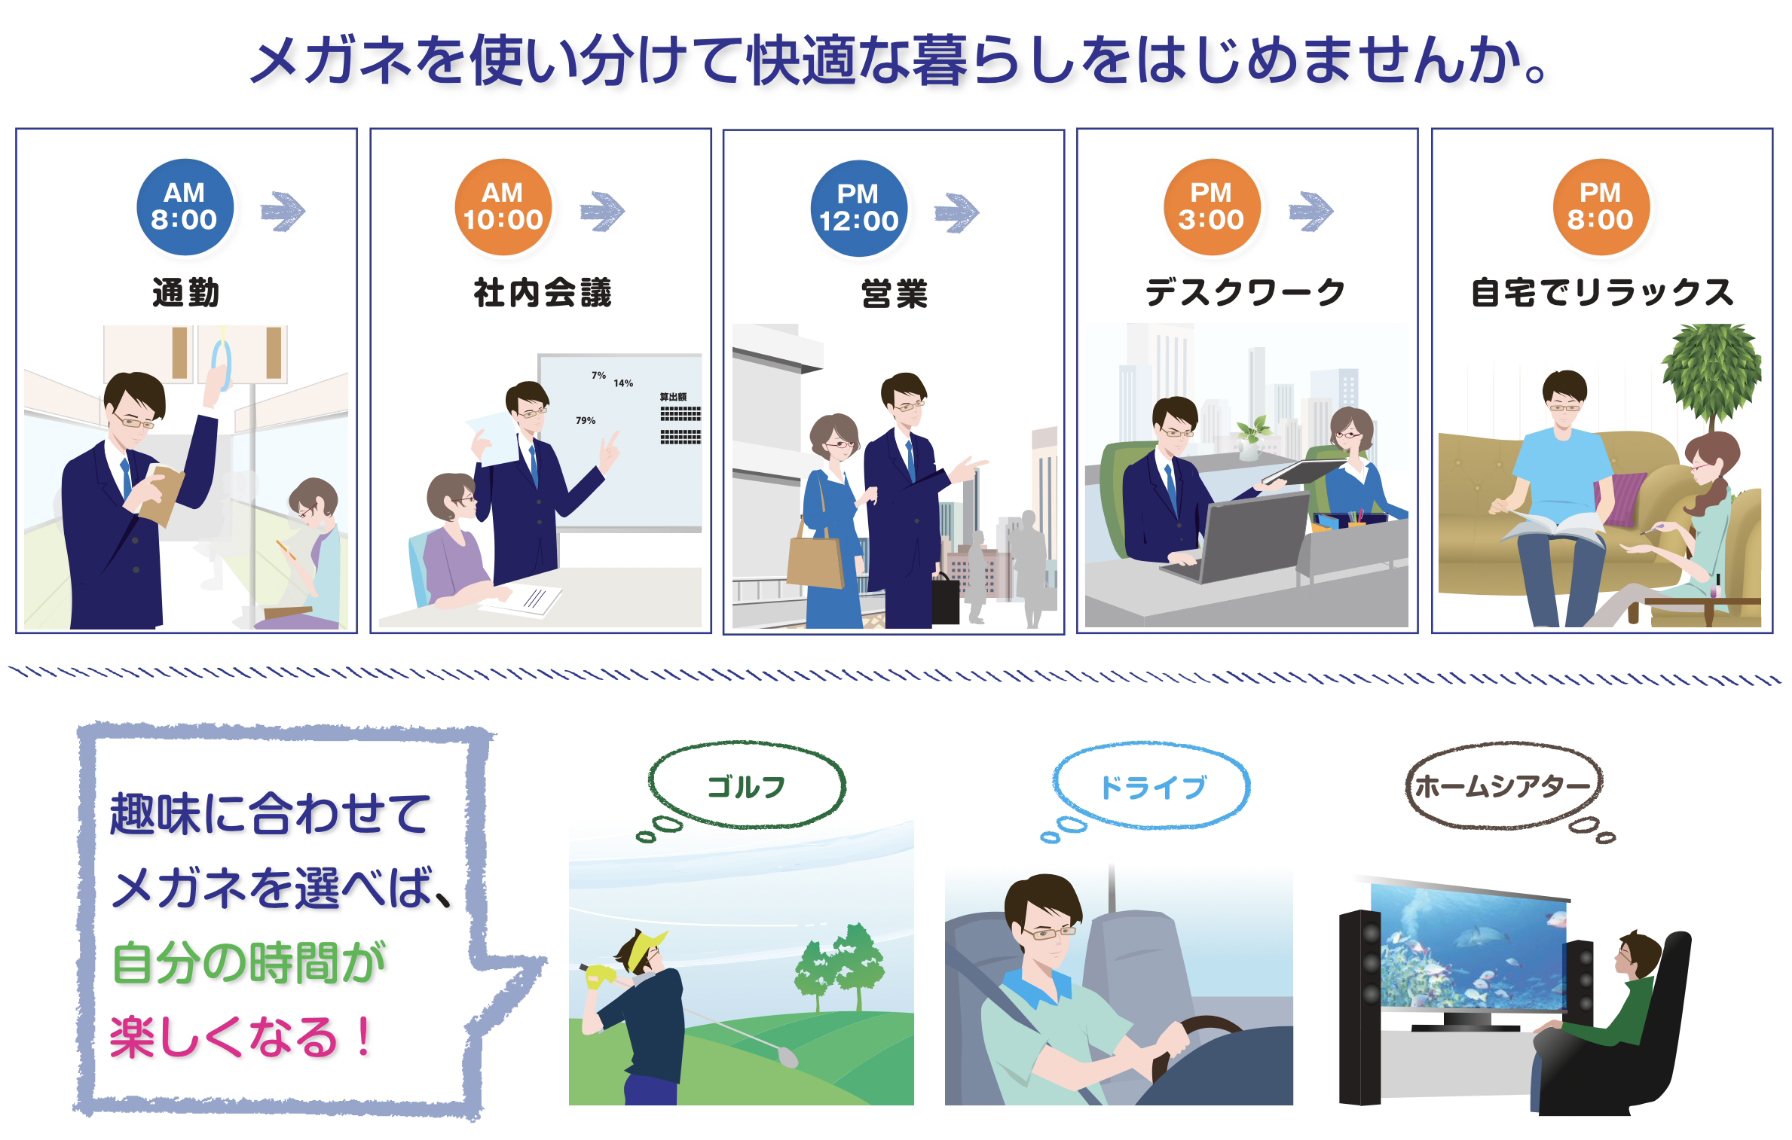 メガネを使い分けて快適な暮らしをはじめませんか。
AM
8:00
通勤
AM
10:00
社内会議
7%
14%
79%
算出額
PM
12:00
営業
PM
3:00
デスクワーク
PM
8:00
自宅でリラックス
趣味に合わせて
メガネを選べば、
自分の時間が
楽しくなる！
ゴルフ
ドライブ
ホームシアター